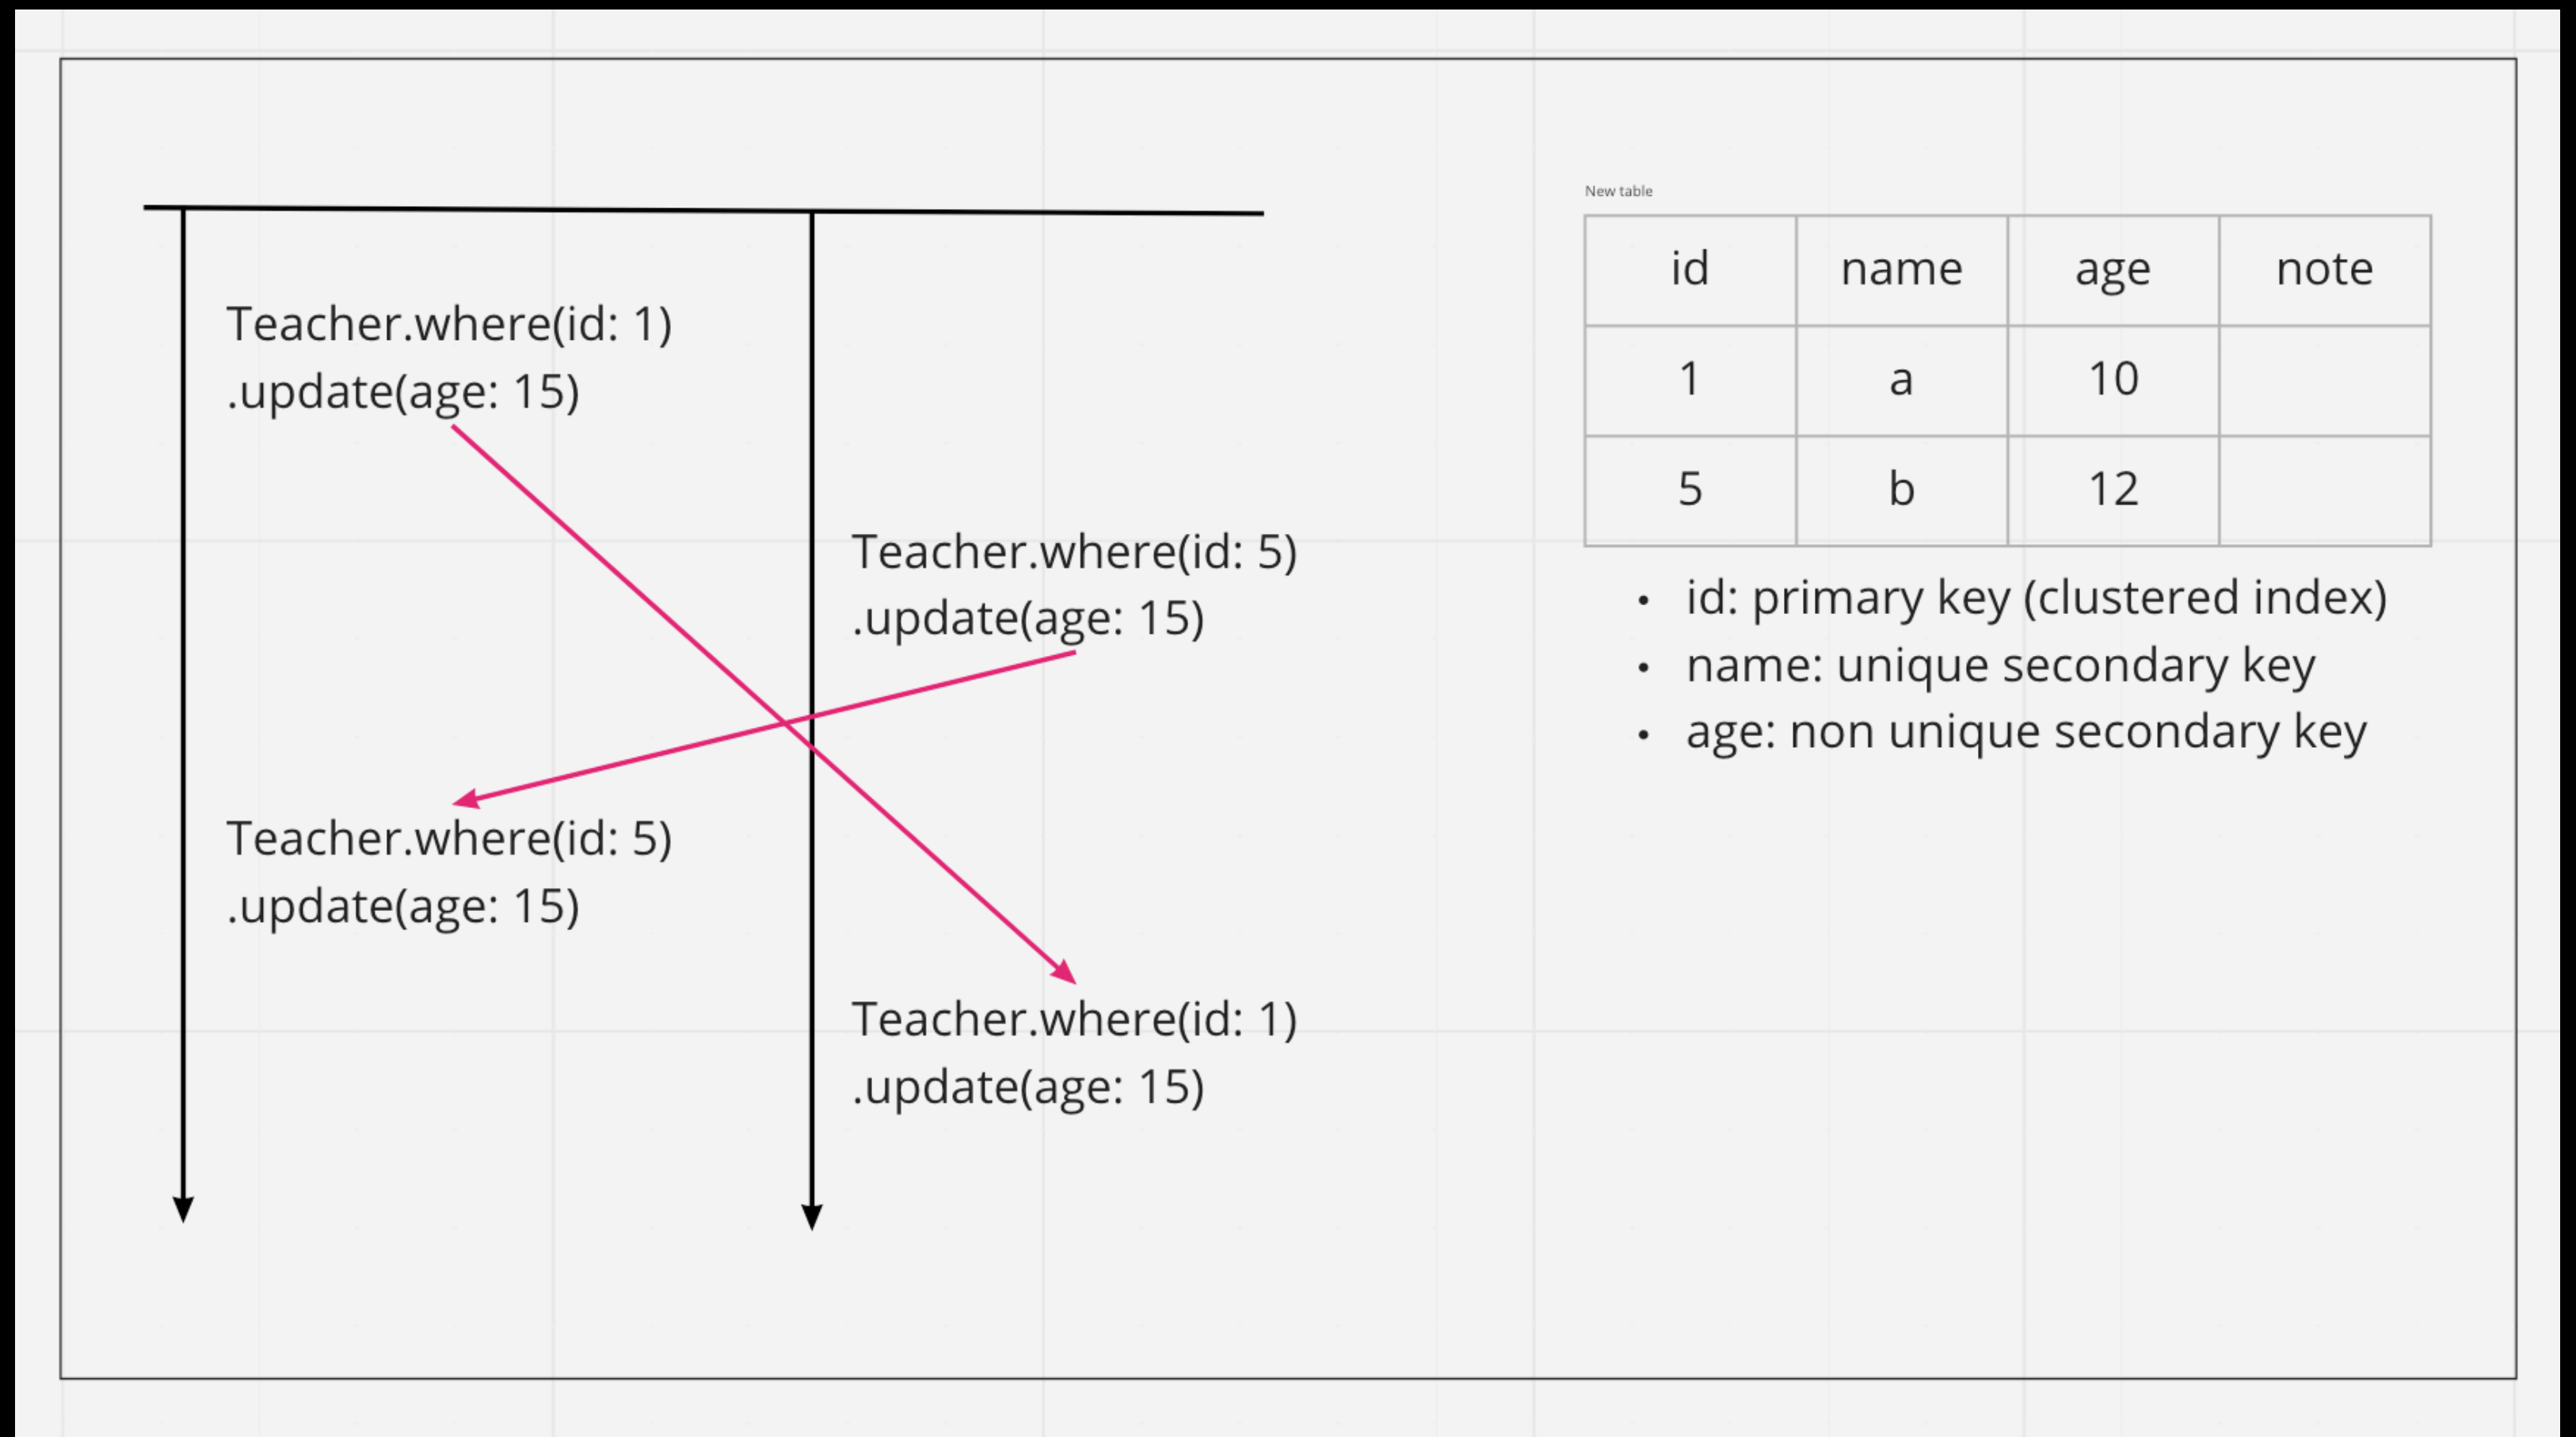 Teacher.where(id: 1)
.update(age: 15)
Teacher.where(id: 5)
.update(age: 15)
Teacher.where(id: 5)
.update(age: 15)
Teacher.where(id: 1)
.update(age: 15)
New table
id name age note
1 a 10
5 b 12
• id: primary key (clustered index)
• name: unique secondary key
• age: non unique secondary key